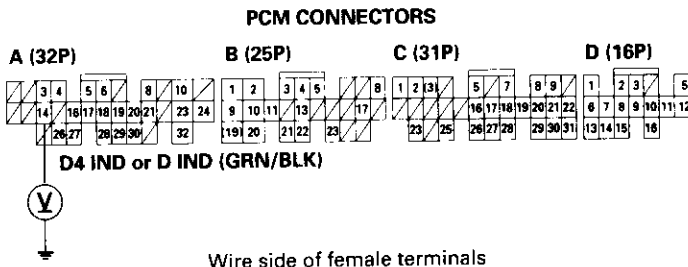 PCM CONNECTORS
A (32P) B (25P) C (31P) D (16P)
3 4 5 6 8 10 1 2 3 4 5 8 1 2 (3) 5 7 8 9 1 2 3 5
14 16 17 18 19 20 21 23 24 9 10 11 13 17 16 17 18 19 20 21 22 6 7 8 9 10 11 12
26 27 28 29 30 32 (19) 20 21 22 23 23 25 26 27 28 29 30 31 13 14 15 16
D4 IND or D IND (GRN/BLK)
V
Wire side of female terminals